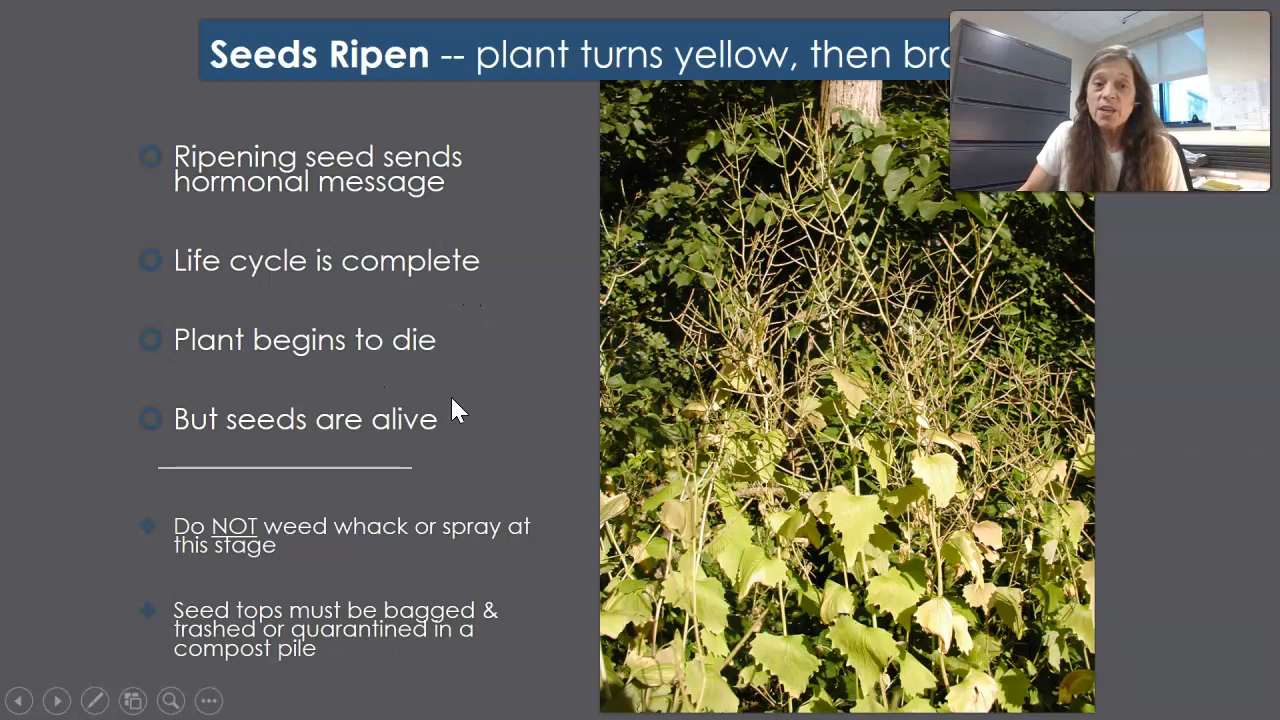 Seeds Ripen -- plant turns yellow, then
Ripening seed sends
hormonal message
Life cycle is complete
Plant begins to die
But seeds are alive
Do NOT weed whack or spray at
this stage
Seed tops must be bagged &
trashed or quarantined in a
compost pile